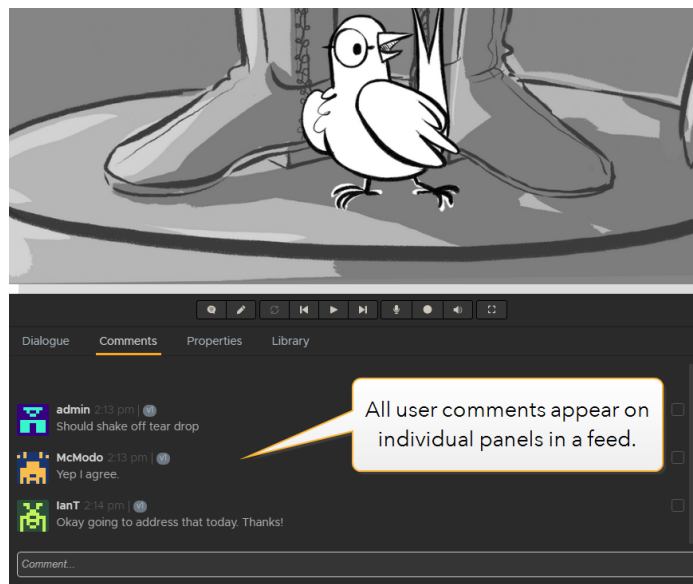 Dialogue Comments Properties Library
admin 2:13 pm | v1
Should shake off tear drop
All user comments appear on
individual panels in a feed.
McModo 2:13 pm | v1
Yep I agree.
IanT 2:14 pm | v1
Okay going to address that today. Thanks!
Comment...